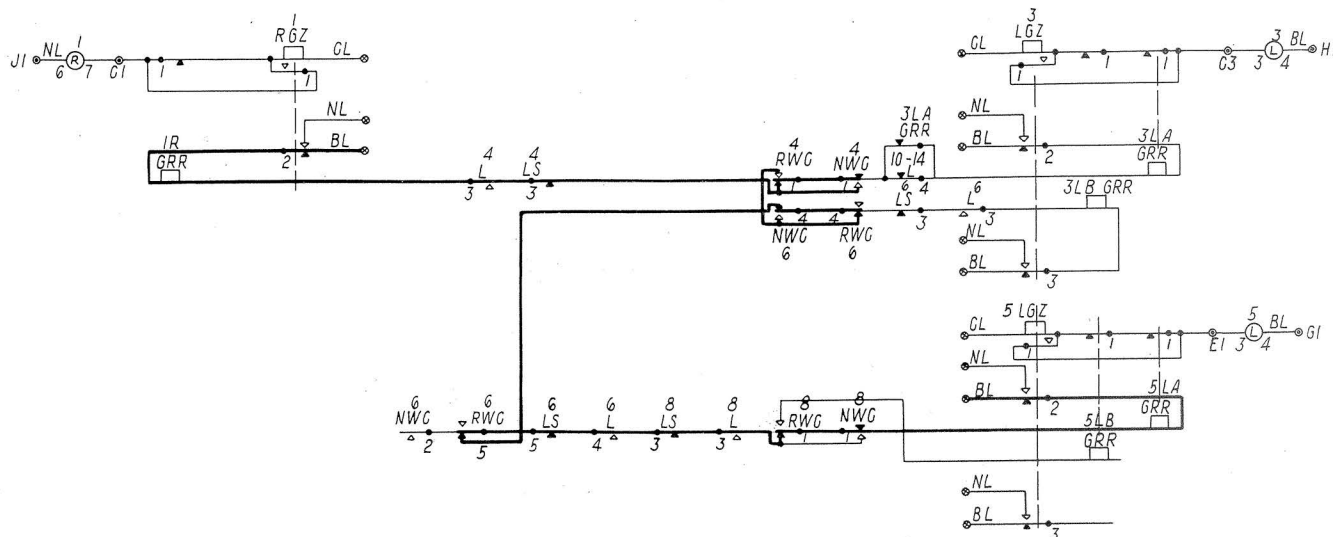 1
RGZ
J1 NL 1 R 6 7 C1 1 CL
1
NL
BL
2
1R
GRR
4 L 3
4 LS 3
4 RWG 1
4 NWG 1
3LA GRR
10-14
L 4
6 LS 3
L 6 3
NWG 6 4
RWG 6 4
3
LGZ
CL 1 1 1 C3 3 L 3 4 BL H
NL
BL 2
3LA
GRR
3LB GRR
NL
BL 3
5 LGZ
CL 1 1 1 E1 3 L 5 4 BL G1
NL
BL 2
5LA
GRR
5LB
GRR
NL
BL 3
6 NWG 2
6 RWG 5
6 LS 5
6 L 4
8 LS 3
8 L 3
8 RWG 1
8 NWG 1